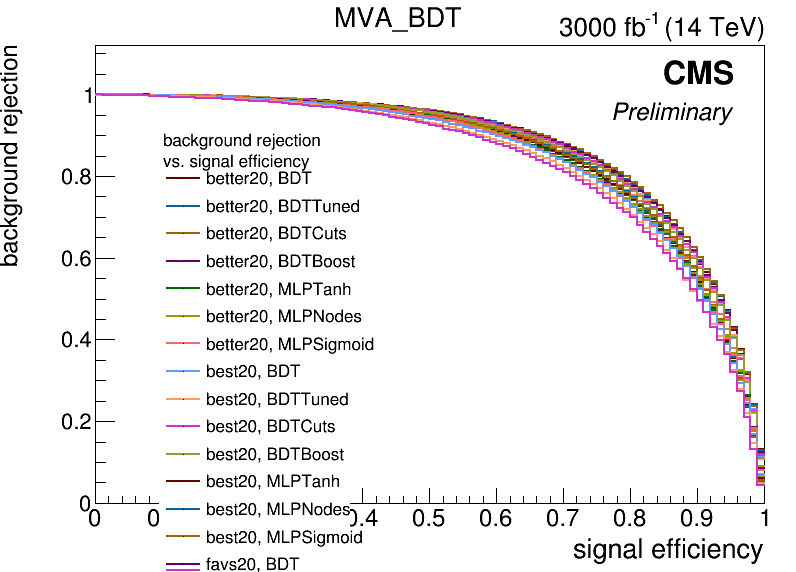 MVA_BDT
3000 fb-1 (14 TeV)
CMS
Preliminary
background rejection
1
0.8
0.6
0.4
0.2
0
background rejection
vs. signal efficiency
better20, BDT
better20, BDTTuned
better20, BDTCuts
better20, BDTBoost
better20, MLPTanh
better20, MLPNodes
better20, MLPSigmoid
best20, BDT
best20, BDTTuned
best20, BDTCuts
best20, BDTBoost
best20, MLPTanh
best20, MLPNodes
best20, MLPSigmoid
favs20, BDT
0 0.4 0.5 0.6 0.7 0.8 0.9 1
signal efficiency